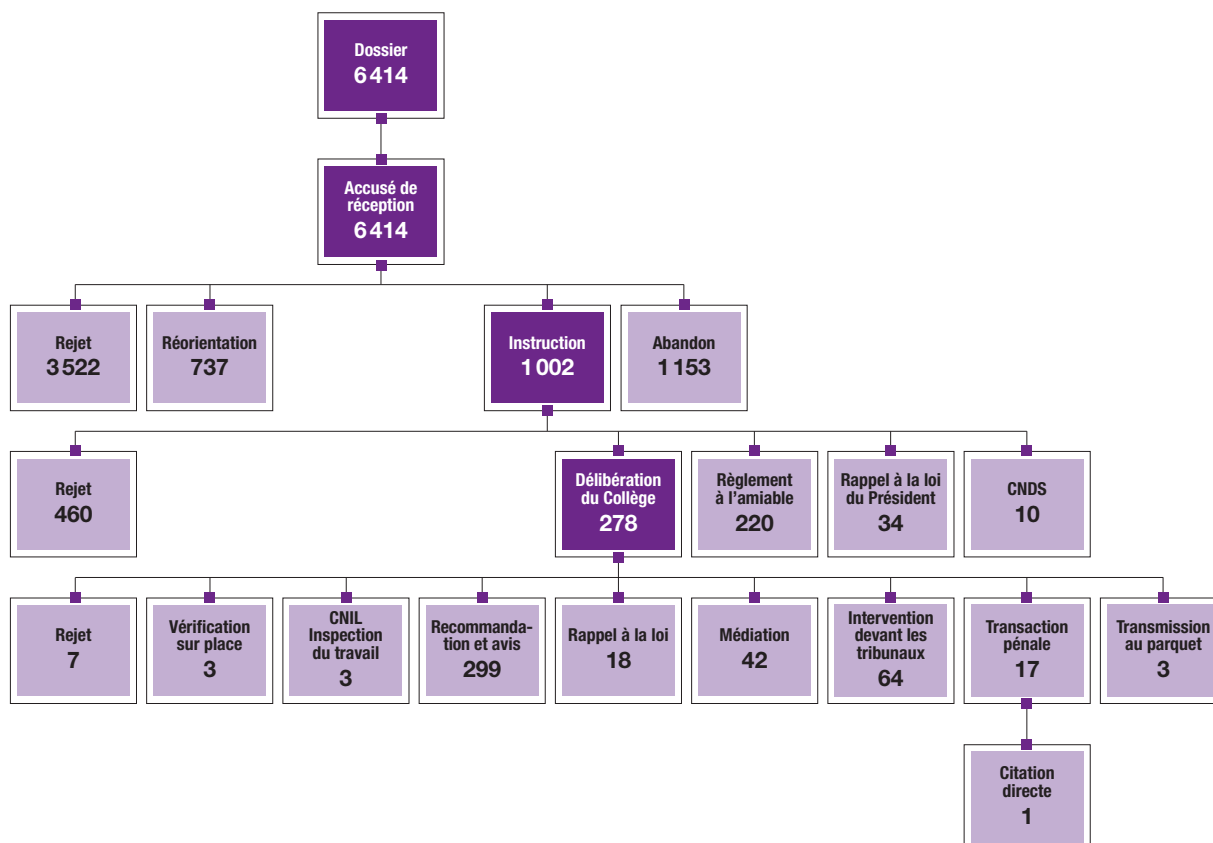 Dossier
6 414
Accusé de
réception
6 414
Rejet
3 522
Réorientation
737
Instruction
1 002
Abandon
1 153
Rejet
460
Délibération
du Collège
278
Règlement
à l'amiable
220
Rappel à la loi
du Président
34
CNDS
10
Rejet
7
Vérification
sur place
3
CNIL
Inspection
du travail
3
Recommanda-
tion et avis
299
Rappel à la loi
18
Médiation
42
Intervention
devant les
tribunaux
64
Transaction
pénale
17
Transmission
au parquet
3
Citation
directe
1